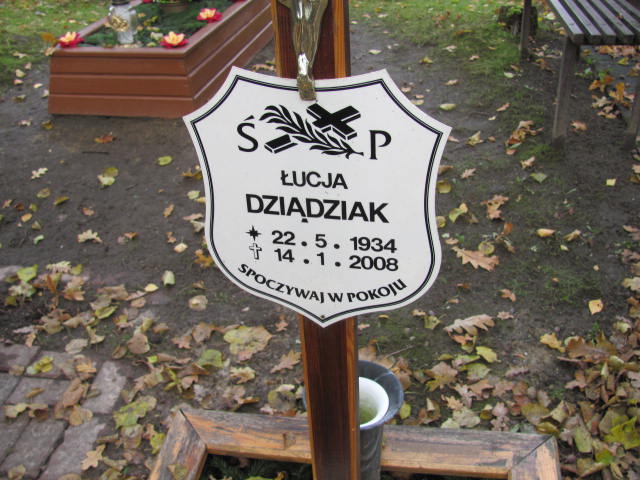 Ś P
ŁUCJA
DZIĄDZIAK
22.5.1934
14.1.2008
SPOCZYWAJ W POKOJU